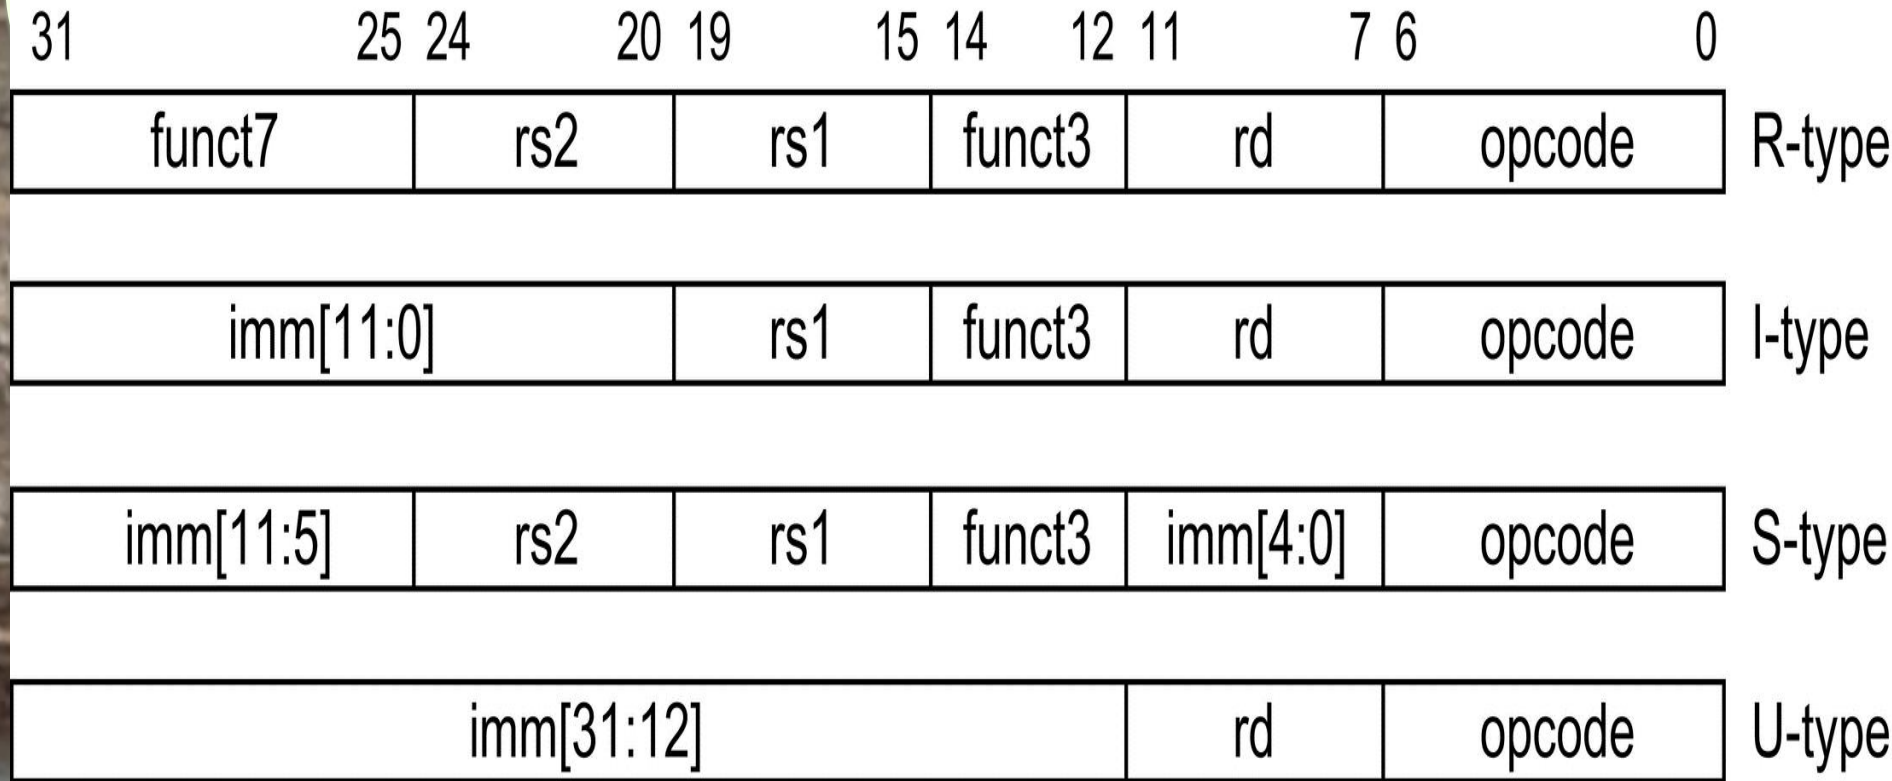 31 25 24 20 19 15 14 12 11 7 6 0
funct7 rs2 rs1 funct3 rd opcode R-type
imm[11:0] rs1 funct3 rd opcode I-type
imm[11:5] rs2 rs1 funct3 imm[4:0] opcode S-type
imm[31:12] rd opcode U-type